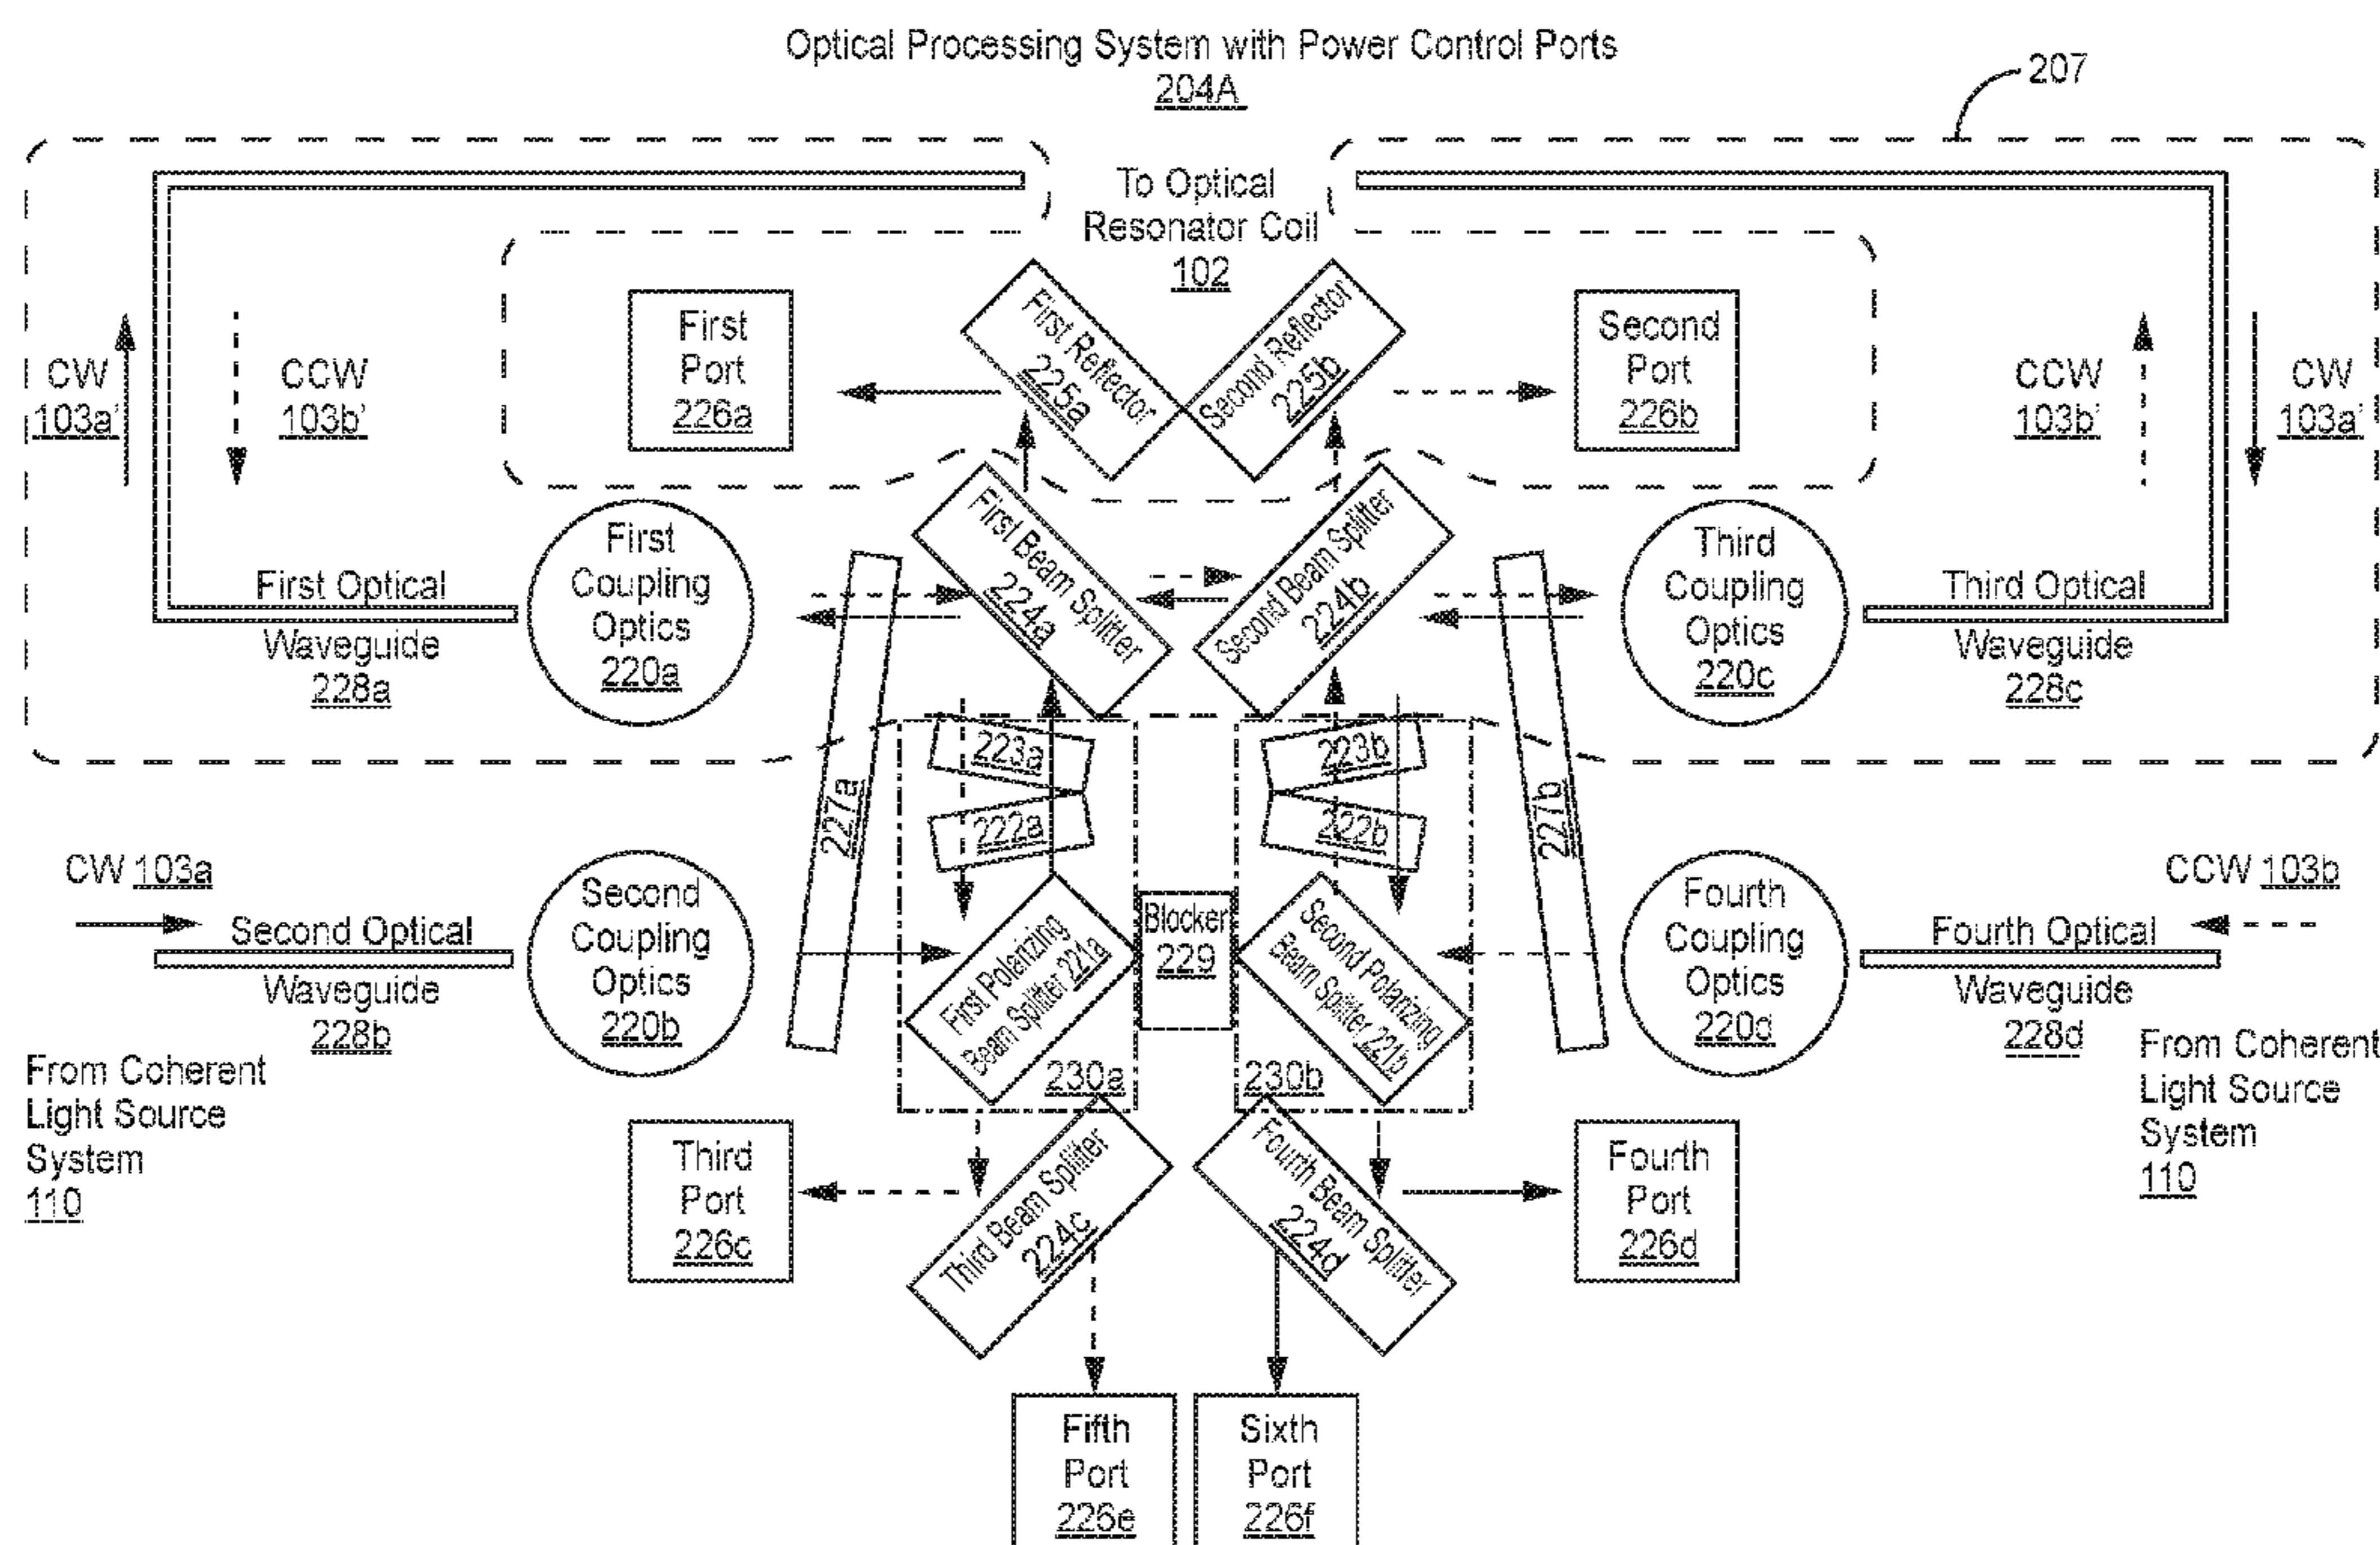 Optical Processing System with Power Control Ports
204A
207
To Optical
Resonator Coil
102
First
Port
226a
First Reflector
225a
Second Reflector
225b
Second
Port
226b
CW
103a'
CCW
103b'
CCW
103b'
CW
103a'
First Optical
Waveguide
228a
First
Coupling
Optics
220a
First Beam Splitter
224a
Second Beam Splitter
224b
Third
Coupling
Optics
220c
Third Optical
Waveguide
228c
223a
222a
223b
222b
227a
227b
CW 103a
Second Optical
Waveguide
228b
Second
Coupling
Optics
220b
First Polarizing
Beam Splitter 221a
Blocker
229
Second Polarizing
Beam Splitter 221b
Fourth
Coupling
Optics
220d
CCW 103b
Fourth Optical
Waveguide
228d
From Coherent
Light Source
System
110
230a
230b
From Coherent
Light Source
System
110
Third
Port
226c
Third Beam Splitter
224c
Fourth Beam Splitter
224d
Fourth
Port
226d
Fifth
Port
226e
Sixth
Port
226f